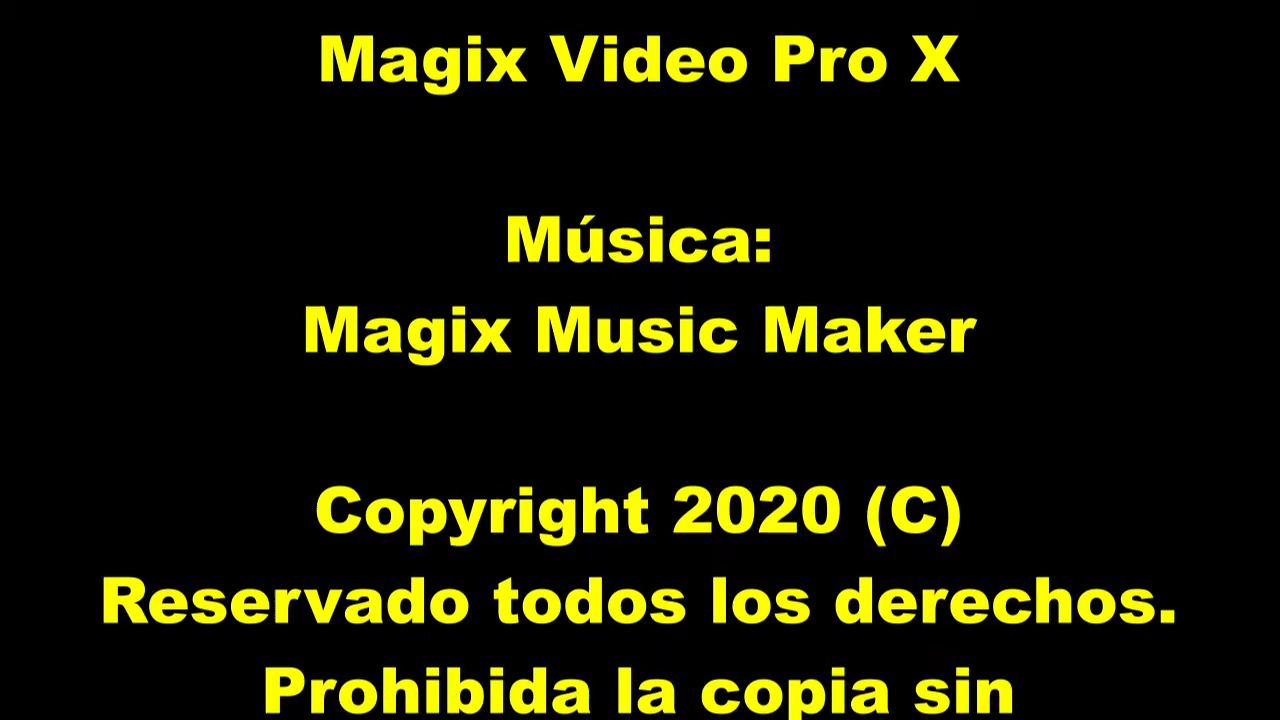 Magix Video Pro X
Música:
Magix Music Maker
Copyright 2020 (C)
Reservado todos los derechos.
Prohibida la copia sin